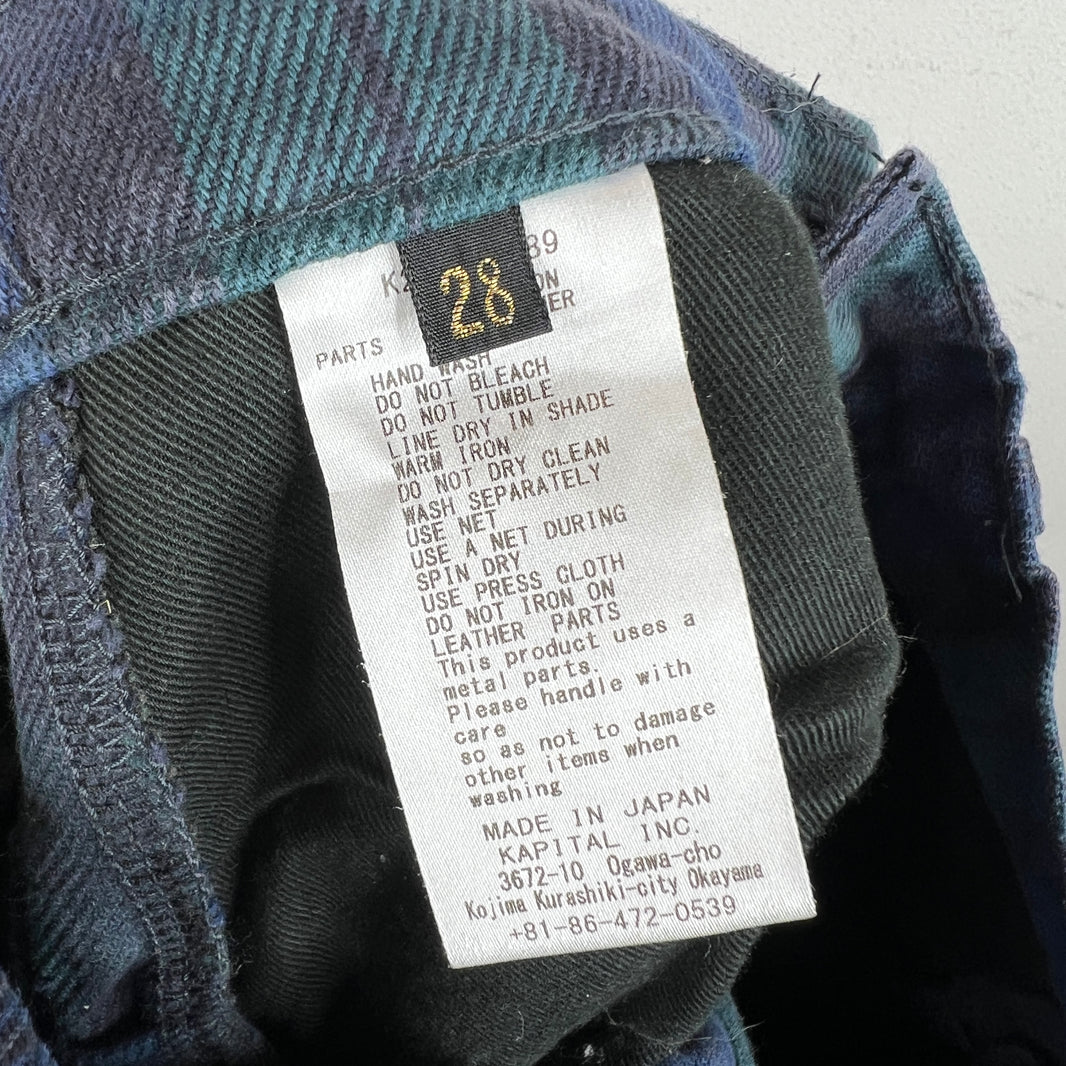 28
PARTS
HAND WASH
DO NOT BLEACH
DO NOT TUMBLE
LINE DRY IN SHADE
WARM IRON
DO NOT DRY CLEAN
WASH SEPARATELY
USE NET
USE A NET DURING
SPIN DRY
USE PRESS CLOTH
DO NOT IRON ON
LEATHER PARTS
This product uses a
metal parts.
Please handle with
care
so as not to damage
other items when
washing
MADE IN JAPAN
KAPITAL INC.
3672-10 Ogawa-cho
Kojima Kurashiki-city Okayama
+81-86-472-0539